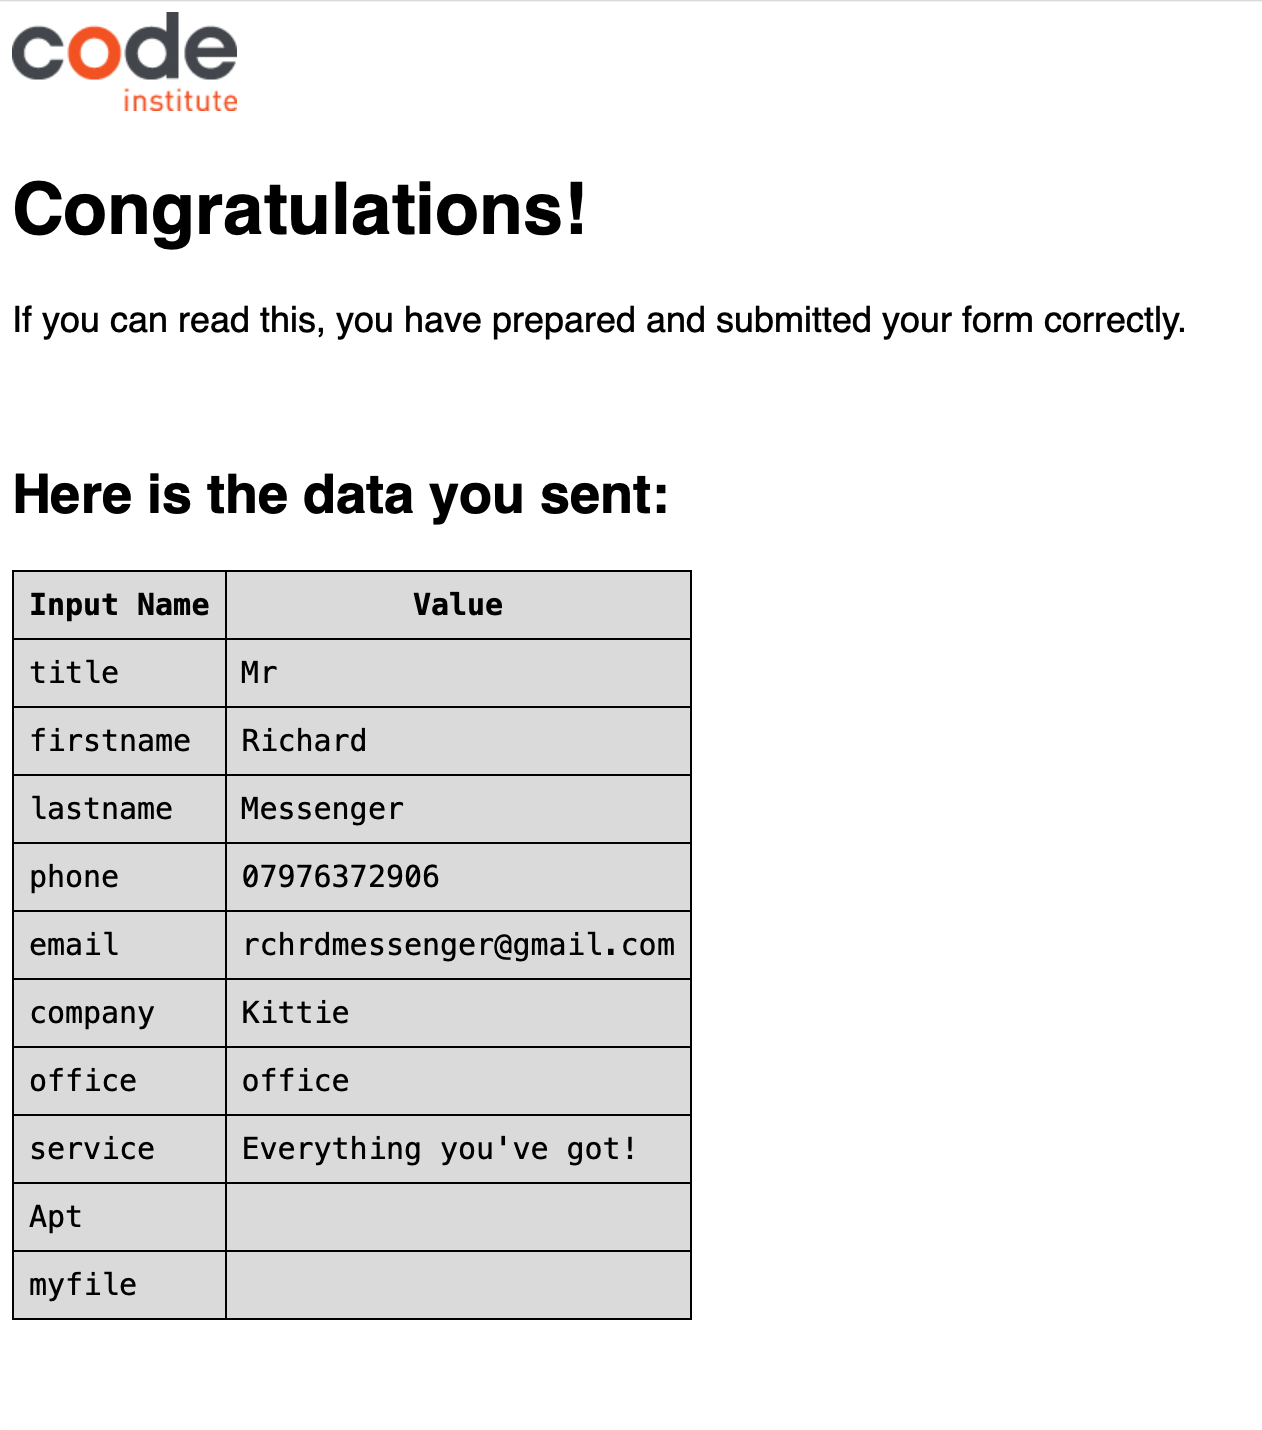 code
institute
Congratulations!
If you can read this, you have prepared and submitted your form correctly.
Here is the data you sent:
Input Name Value
title Mr
firstname Richard
lastname Messenger
phone 07976372906
email rchrdmessenger@gmail.com
company Kittie
office office
service Everything you've got!
Apt
myfile